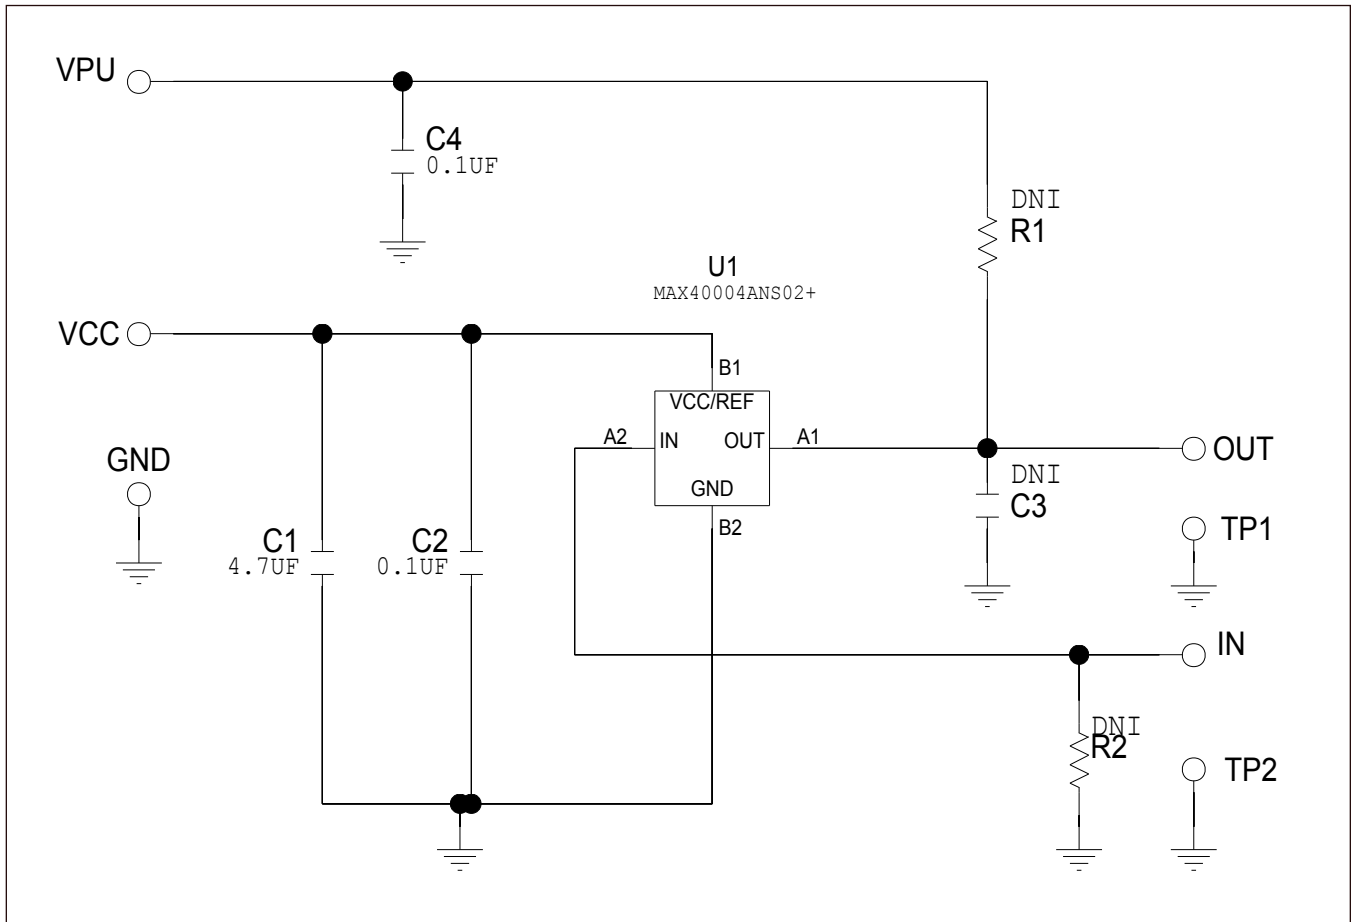 VPU
C4
0.1UF
DNI
R1
U1
MAX40004ANS02+
VCC
B1
VCC/REF
A2
IN
OUT
A1
OUT
GND
GND
DNI
C3
B2
TP1
C1
4.7UF
C2
0.1UF
IN
DNI
R2
TP2